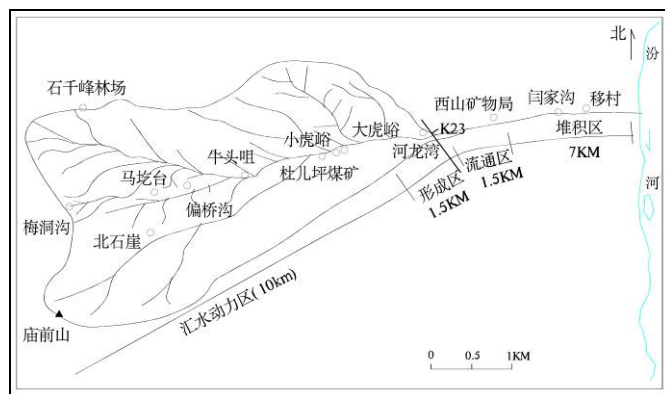 北
汾
石千峰林场
西山矿物局
闫家沟
移村
大虎峪
K23
小虎峪
河龙湾
堆积区
牛头咀
杜儿坪煤矿
流通区
7KM
马圪台
形成区
1.5KM
1.5KM
河
偏桥沟
梅洞沟
北石崖
汇水动力区(10km)
庙前山
0 0.5 1KM